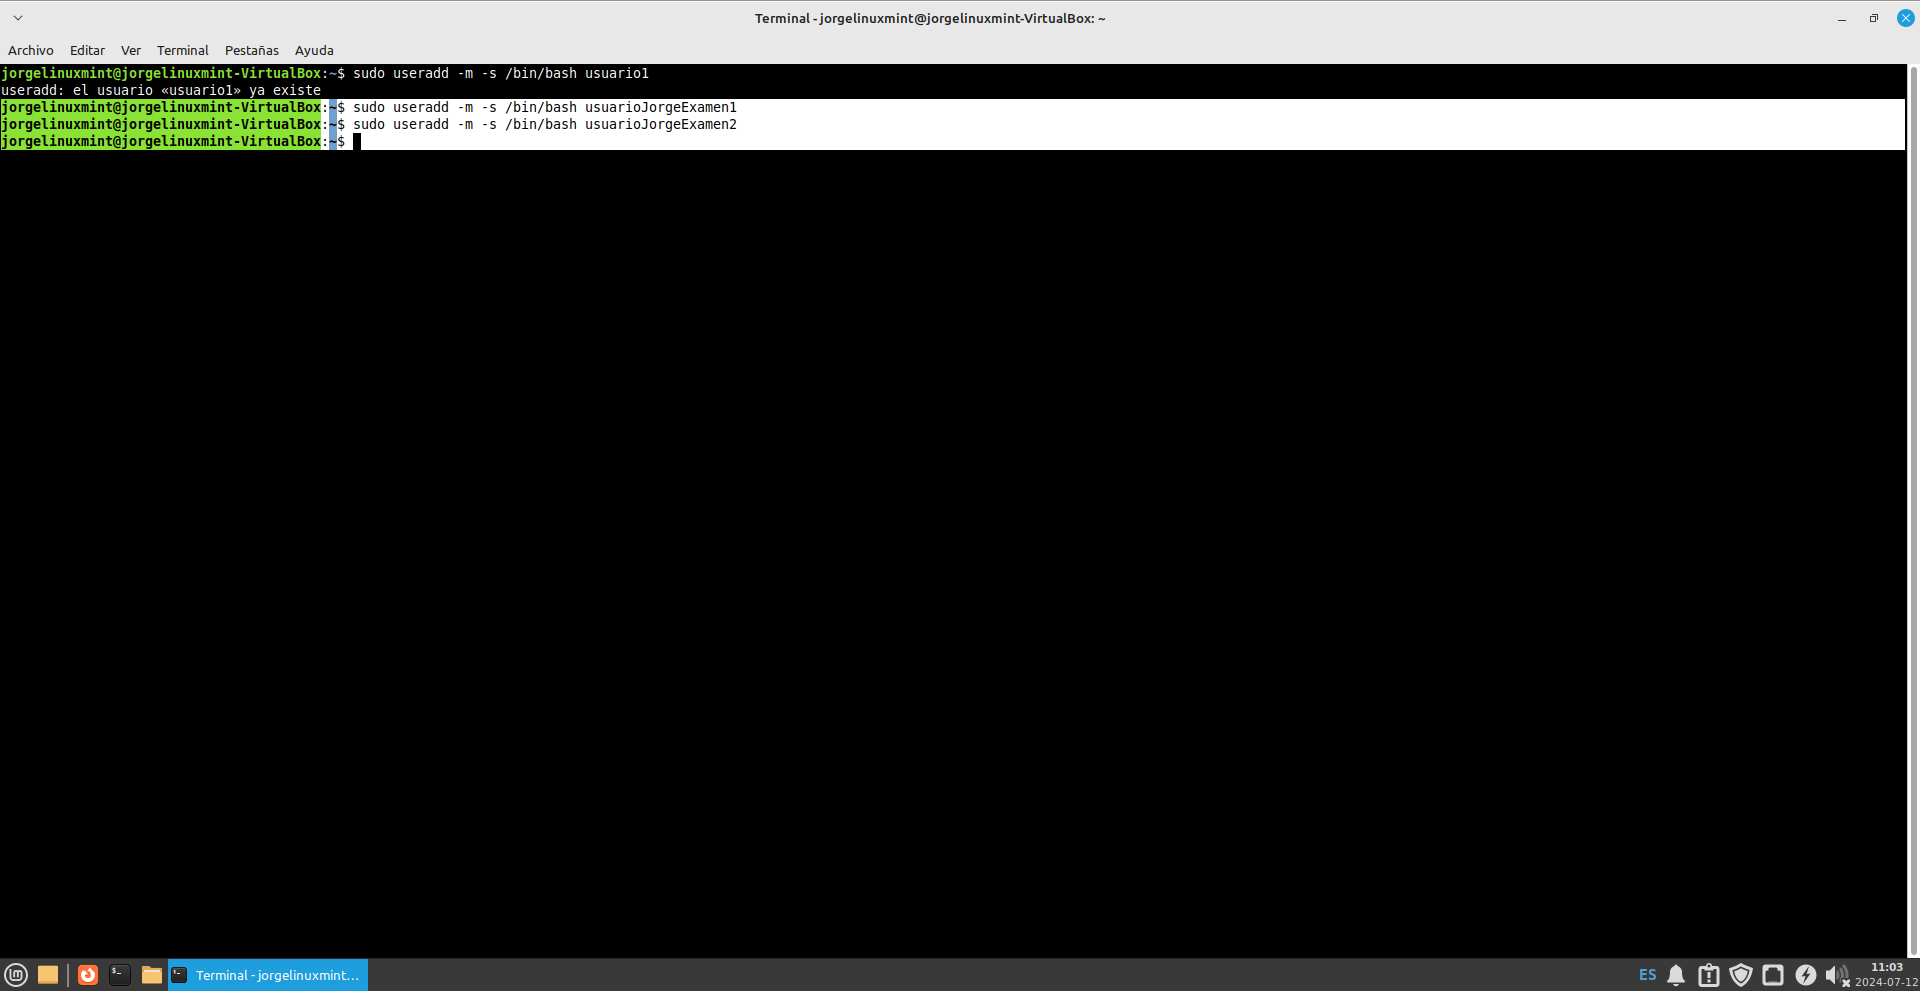 Terminal - jorgelinuxmint@jorgelinuxmint-VirtualBox: ~
Archivo Editar Ver Terminal Pestañas Ayuda
jorgelinuxmint@jorgelinuxmint-VirtualBox:~$ sudo useradd -m -s /bin/bash usuario1
useradd: el usuario «usuario1» ya existe
jorgelinuxmint@jorgelinuxmint-VirtualBox:~$ sudo useradd -m -s /bin/bash usuarioJorgeExamen1
jorgelinuxmint@jorgelinuxmint-VirtualBox:~$ sudo useradd -m -s /bin/bash usuarioJorgeExamen2
jorgelinuxmint@jorgelinuxmint-VirtualBox:~$
Terminal - jorgelinuxmint...
ES
11:03
2024-07-12